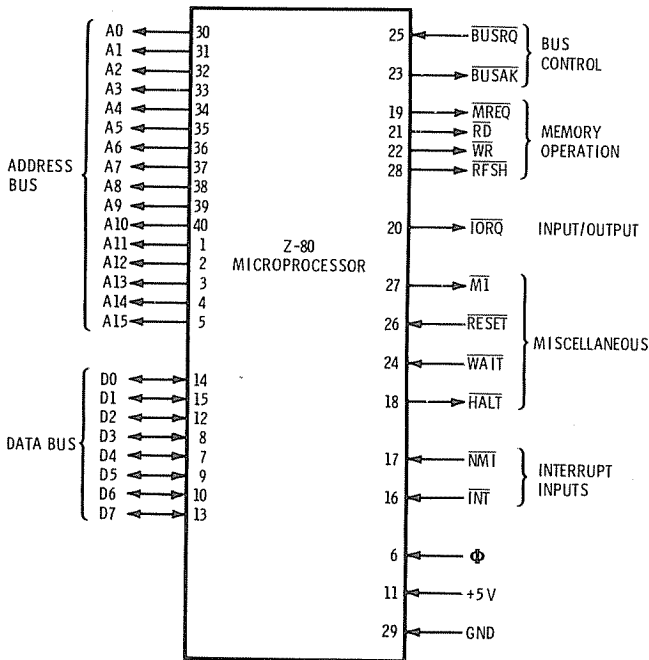 A0 30
A1 31
A2 32
A3 33
A4 34
A5 35
A6 36
A7 37
A8 38
A9 39
A10 40
A11 1
A12 2
A13 3
A14 4
A15 5
ADDRESS
BUS
D0 14
D1 15
D2 12
D3 8
D4 7
D5 9
D6 10
D7 13
DATA BUS
Z-80
MICROPROCESSOR
25 BUSRQ
23 BUSAK
BUS
CONTROL
19 MREQ
21 RD
22 WR
28 RFSH
MEMORY
OPERATION
20 IORQ INPUT/OUTPUT
27 MI
26 RESET
24 WAIT
18 HALT
MISCELLANEOUS
17 NMI
16 INT
INTERRUPT
INPUTS
6 Φ
11 +5V
29 GND